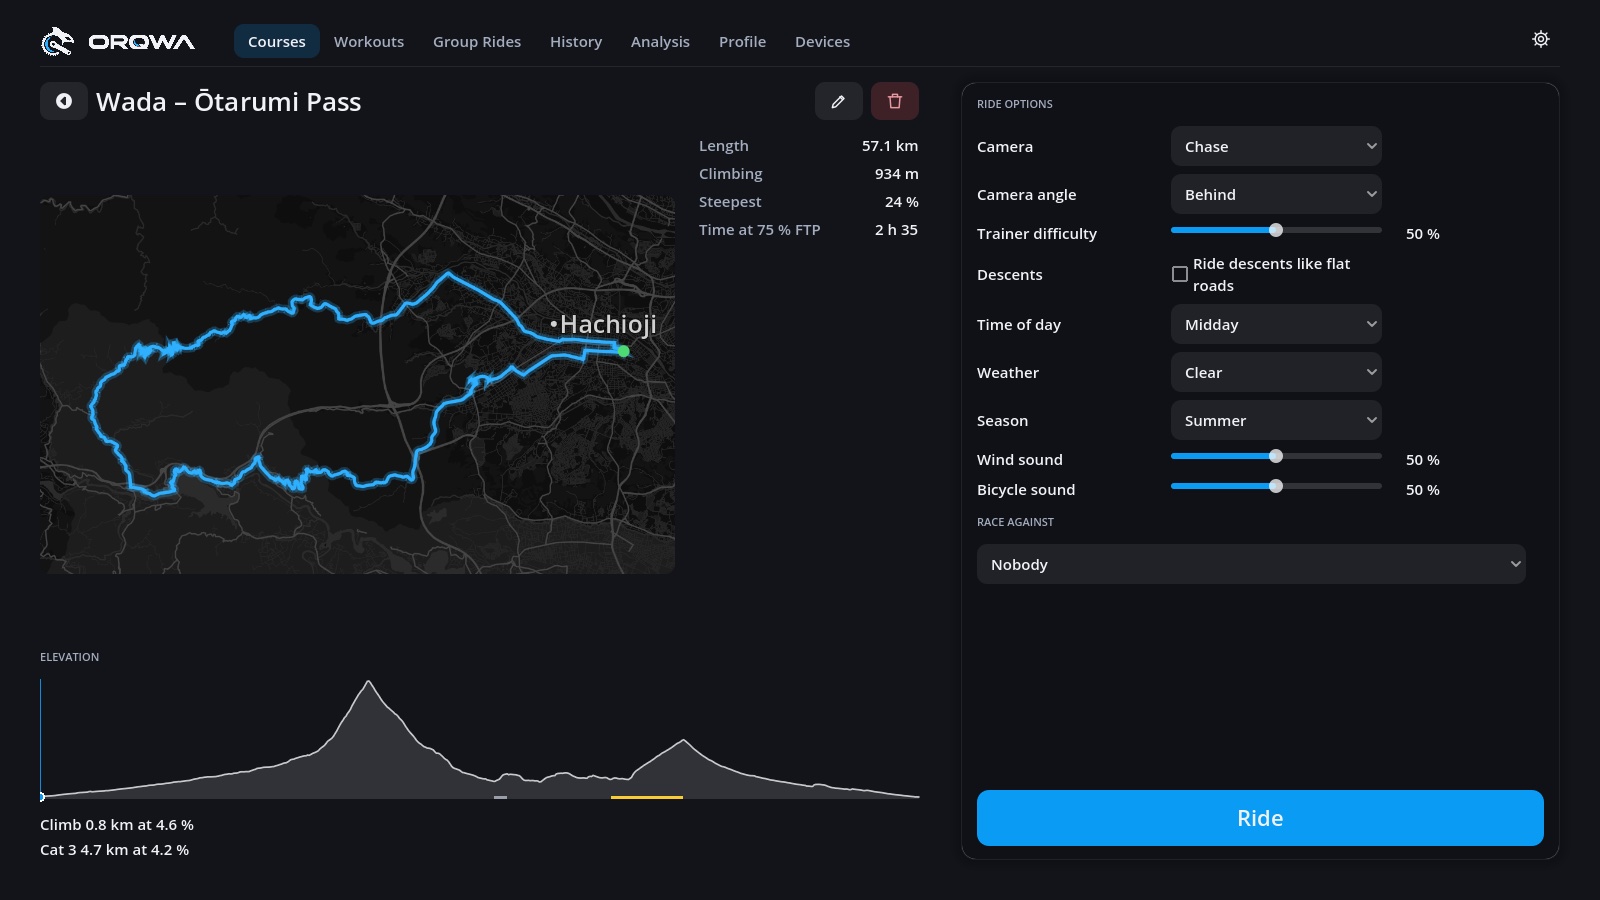 OROWA
Courses
Workouts
Group Rides
History
Analysis
Profile
Devices
Wada – Ōtarumi Pass
Length 57.1 km
Climbing 934 m
Steepest 24 %
Time at 75 % FTP 2 h 35
Hachioji
ELEVATION
Climb 0.8 km at 4.6 %
Cat 3 4.7 km at 4.2 %
RIDE OPTIONS
Camera Chase
Camera angle Behind
Trainer difficulty 50 %
Descents Ride descents like flat
roads
Time of day Midday
Weather Clear
Season Summer
Wind sound 50 %
Bicycle sound 50 %
RACE AGAINST
Nobody
Ride